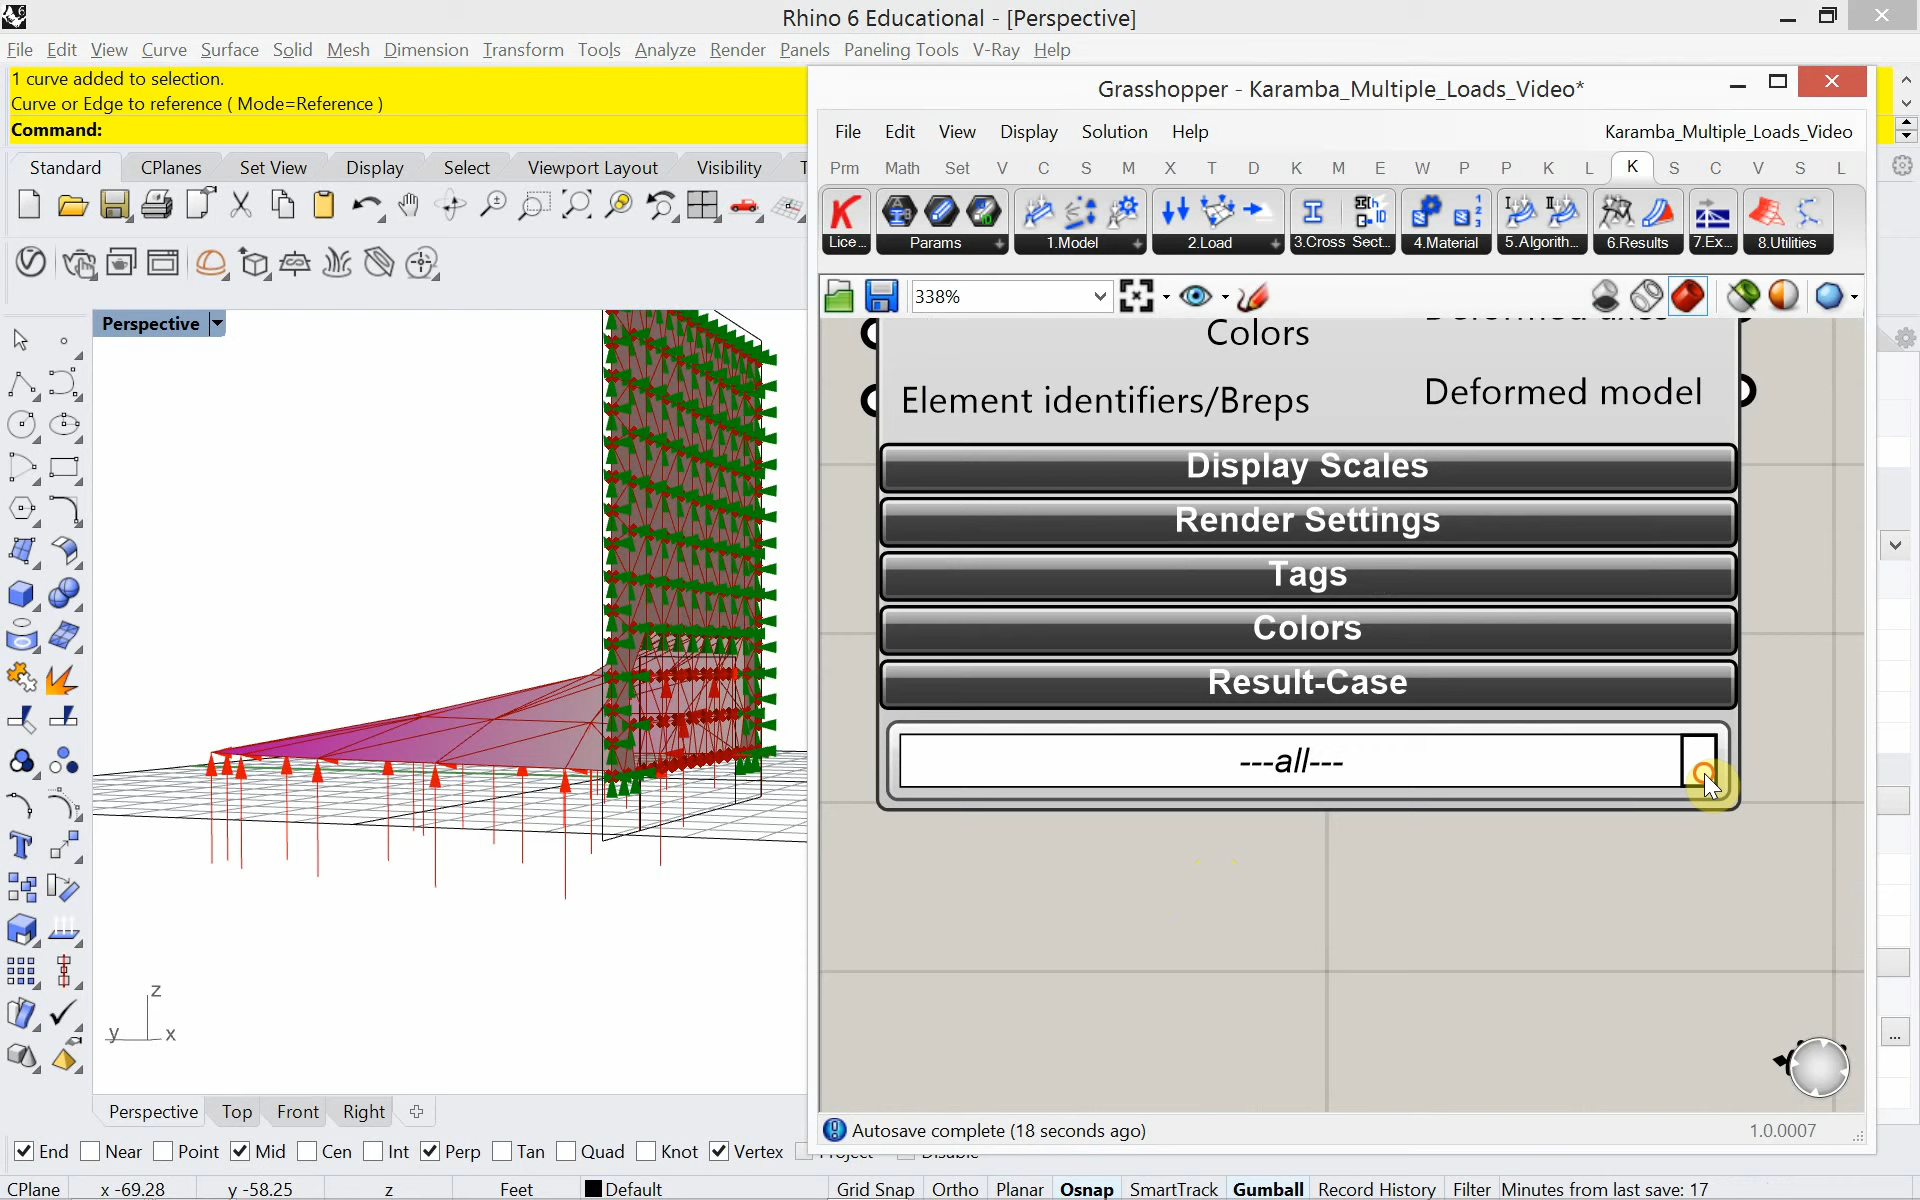 Rhino 6 Educational - [Perspective]
File Edit View Curve Surface Solid Mesh Dimension Transform Tools Analyze Render Panels Paneling Tools V-Ray Help
1 curve added to selection.
Curve or Edge to reference ( Mode=Reference )
Command:
Standard CPlanes Set View Display Select Viewport Layout Visibility
Grasshopper - Karamba_Multiple_Loads_Video*
File Edit View Display Solution Help Karamba_Multiple_Loads_Video
Prm Math Set V C S M X T D K M E W P P K L K S C V S L
Lice... Params 1.Model 2.Load 3.Cross Sect... 4.Material 5.Algorith... 6.Results 7.Ex... 8.Utilities
338%
Perspective
Colors
Element identifiers/Breps Deformed model
Display Scales
Render Settings
Tags
Colors
Result-Case
---all---
z
y x
Autosave complete (18 seconds ago) 1.0.0007
Perspective Top Front Right
End Near Point Mid Cen Int Perp Tan Quad Knot Vertex
CPlane x -69.28 y -58.25 z Feet Default Grid Snap Ortho Planar Osnap SmartTrack Gumball Record History Filter Minutes from last save: 17